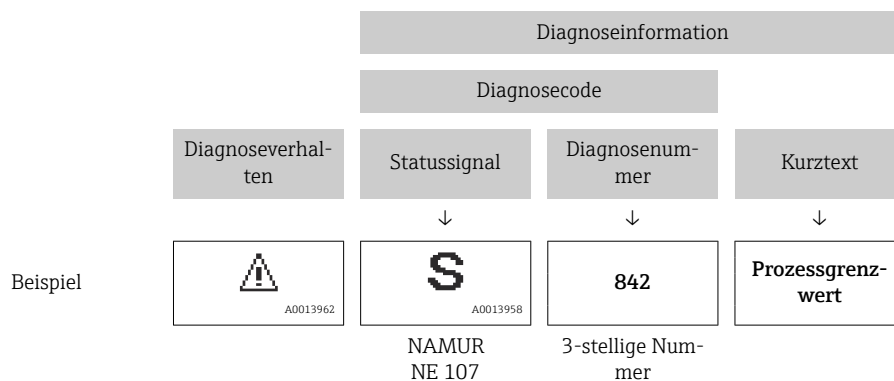 Diagnoseinformation
Diagnosecode
Diagnoseverhal-
ten
Statussignal
Diagnosenum-
mer
Kurztext
↓ ↓ ↓
Beispiel
A0013962
S
A0013958
842
Prozessgrenz-
wert
NAMUR
NE 107
3-stellige Num-
mer